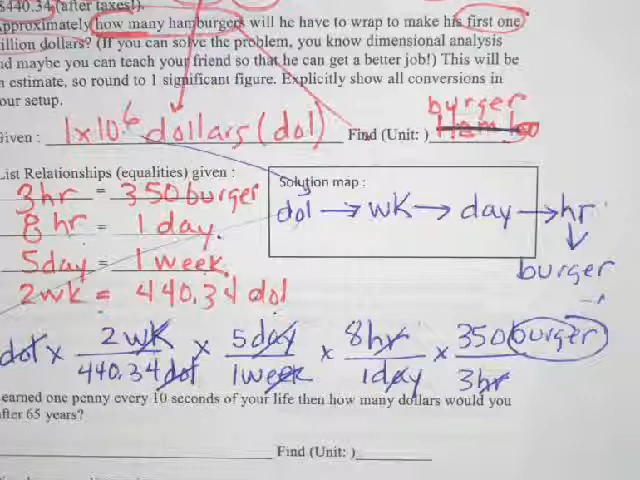 $440.34 (after taxes!).
Approximately how many hamburgers will he have to wrap to make his first one
illion dollars? (If you can solve the problem, you know dimensional analysis
nd maybe you can teach your friend so that he can get a better job!) This will be
n estimate, so round to 1 significant figure. Explicitly show all conversions in
our setup.
burger
Given : 1x10^6 dollars (dol) Find (Unit: )
List Relationships (equalities) given :
Solution map :
3hr = 350 burger
8 hr = 1 day
5day = 1 week
2wk = 440.34 dol
dol → wk → day → hr
↓
burger
dol x 2wk/440.34 dol x 5day/1week x 8hr/1day x 350burger/3hr
earned one penny every 10 seconds of your life then how many dollars would you
after 65 years?
Find (Unit: )